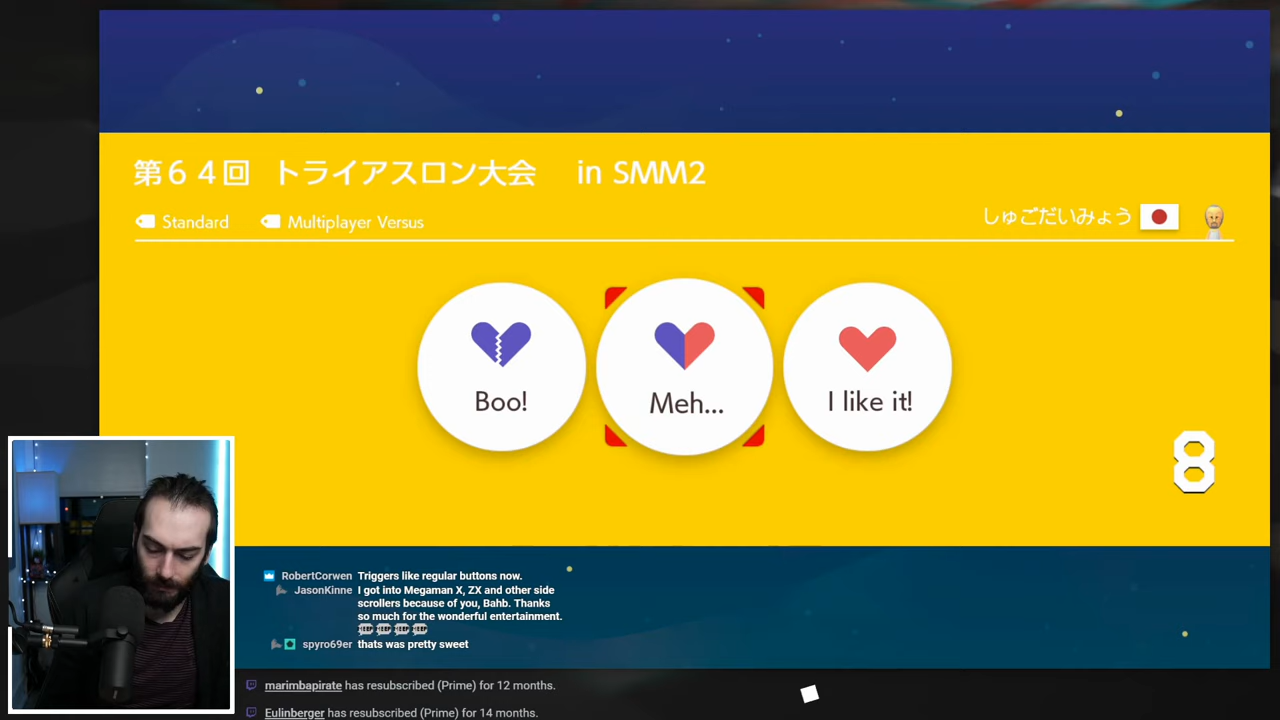 第６４回 トライアスロン大会 in SMM2
Standard Multiplayer Versus
しゅごだいみょう
Boo!
Meh...
I like it!
8
RobertCorwen Triggers like regular buttons now.
JasonKinne I got into Megaman X, ZX and other side
scrollers because of you, Bahb. Thanks
so much for the wonderful entertainment.
spyro69er thats was pretty sweet
marimbapirate has resubscribed (Prime) for 12 months.
Eulinberger has resubscribed (Prime) for 14 months.